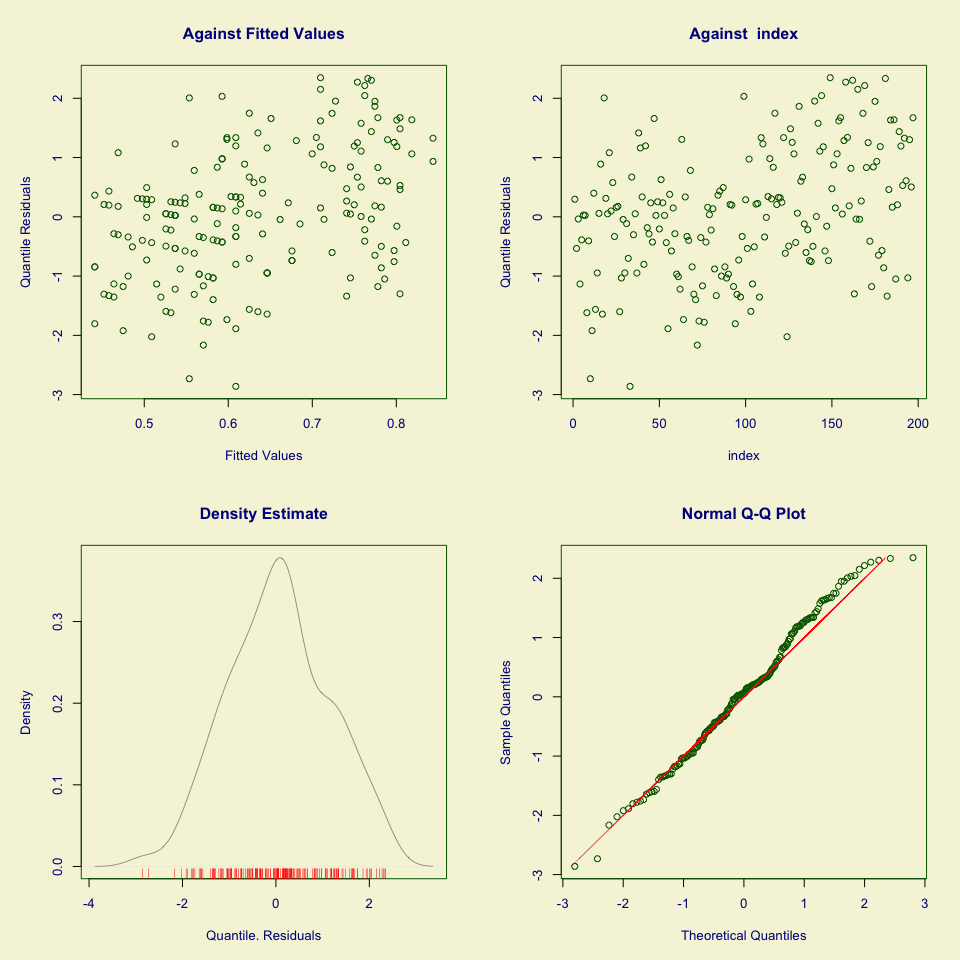 Against Fitted Values
Quantile Residuals
-3 -2 -1 0 1 2
0.5 0.6 0.7 0.8
Fitted Values
Against  index
Quantile Residuals
-3 -2 -1 0 1 2
0 50 100 150 200
index
Density Estimate
Density
0.0 0.1 0.2 0.3
-4 -2 0 2
Quantile. Residuals
Normal Q-Q Plot
Sample Quantiles
-3 -2 -1 0 1 2
-3 -2 -1 0 1 2 3
Theoretical Quantiles